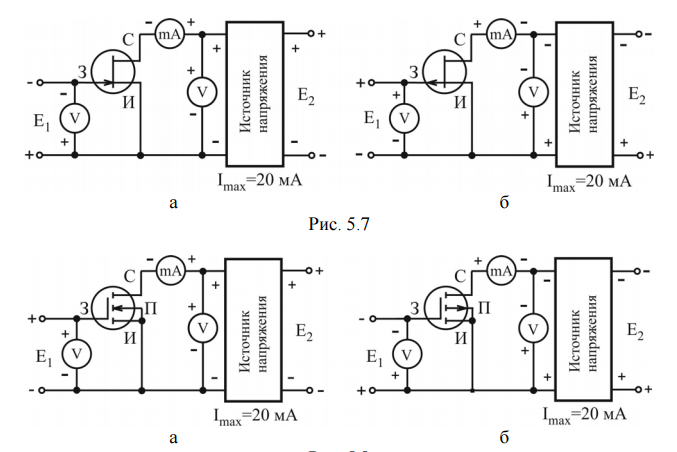 - + + +
С mA
- З + + -
V И V Источник напряжения E₂
E₁
+ - - -
+
Imax=20 мА
а
+ - - -
С mA
+ З + - -
V И V Источник напряжения E₂
E₁
- + + +
-
Imax=20 мА
б
Рис. 5.7
- + + +
С mA
+ З П + + -
V И V Источник напряжения E₂
E₁
- - - -
Imax=20 мА
а
+ - - -
С mA
- З П - -
V И V Источник напряжения E₂
E₁
+ + + + +
Imax=20 мА
б